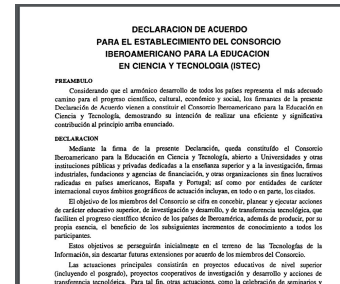 DECLARACION DE ACUERDO
PARA EL ESTABLECIMIENTO DEL CONSORCIO
IBEROAMERICANO PARA LA EDUCACION
EN CIENCIA Y TECNOLOGIA (ISTEC)
PREAMBULO
Considerando que el armónico desarrollo de todos los países representa el más adecuado
camino para el progreso científico, cultural, económico y social, los firmantes de la presente
Declaración de Acuerdo vienen a constituir el Consorcio Iberoamericano para la Educación en
Ciencia y Tecnología, demostrando su intención de realizar una eficiente y significativa
contribución al principio arriba enunciado.
DECLARACION
Mediante la firma de la presente Declaración, queda constituído el Consorcio
Iberoamericano para la Educación en Ciencia y Tecnología, abierto a Universidades y otras
instituciones públicas y privadas dedicadas a la enseñanza superior y a la investigación, firmas
industriales, fundaciones y agencias de financiación, y otras organizaciones sin fines lucrativos
radicadas en países americanos, España y Portugal; así como por entidades de carácter
internacional cuyos ámbitos geográficos de actuación incluyan, en todo o en parte, los citados.
El objetivo de los miembros del Consorcio se cifra en concebir, planear y ejecutar acciones
de carácter educativo superior, de investigación y desarrollo, y de transferencia tecnológica, que
faciliten el progreso científico técnico de los países de Iberoamérica, además de producir, por su
propia esencia, el beneficio de los subsiguientes incrementos de conocimiento a todos los
participantes.
Estos objetivos se perseguirán inicialmente en el terreno de las Tecnologías de la
Información, sin descartar futuras extensiones por acuerdo de los miembros del Consorcio.
Las actuaciones principales consistirán en proyectos educativos de nivel superior
(incluyendo el posgrado), proyectos cooperativos de investigación y desarrollo y acciones de
transferencia tecnológica. Para tal fin, otras actuaciones, como la celebración de seminarios y